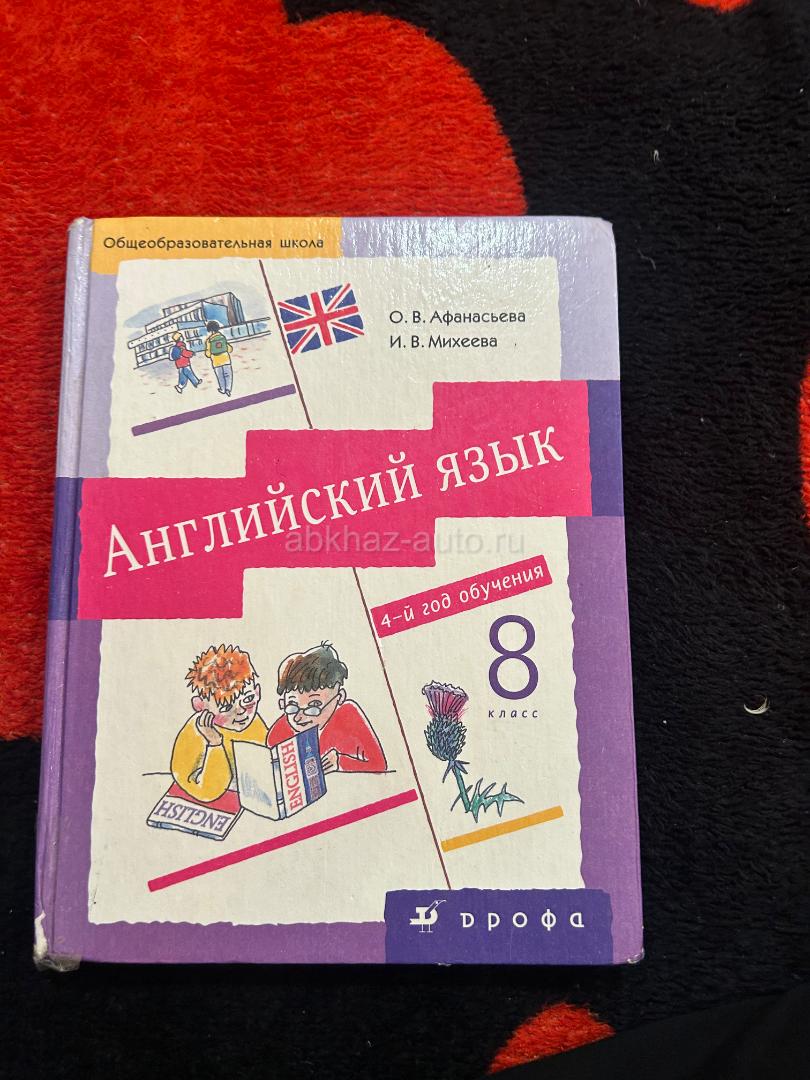 Общеобразовательная школа
О. В. Афанасьева
И. В. Михеева
Английский язык
abkhaz-auto.ru
4-й год обучения
8
класс
ENGLISH
ENGLISH
дрофа